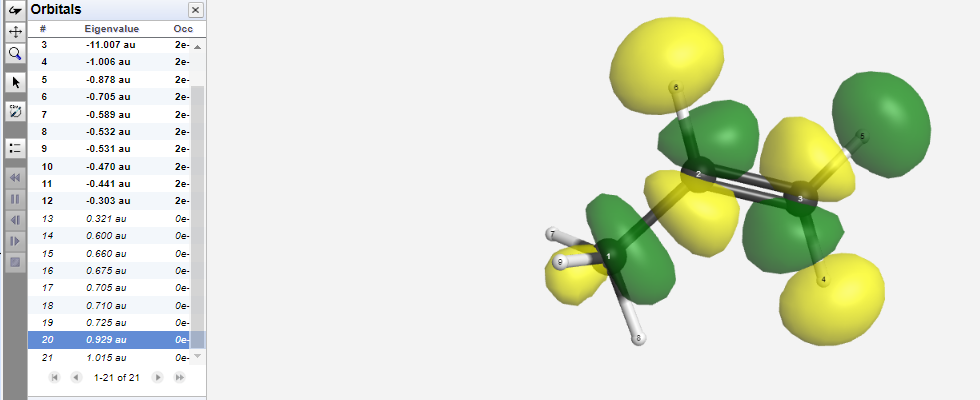 Orbitals
# Eigenvalue Occ
3 -11.007 au 2e-
4 -1.006 au 2e-
5 -0.878 au 2e-
6 -0.705 au 2e-
7 -0.589 au 2e-
8 -0.532 au 2e-
9 -0.531 au 2e-
10 -0.470 au 2e-
11 -0.441 au 2e-
12 -0.303 au 2e-
13 0.321 au 0e-
14 0.600 au 0e-
15 0.660 au 0e-
16 0.675 au 0e-
17 0.705 au 0e-
18 0.710 au 0e-
19 0.725 au 0e-
20 0.929 au 0e-
21 1.015 au 0e-
1-21 of 21
6
5
2
3
7
1
9
4
8